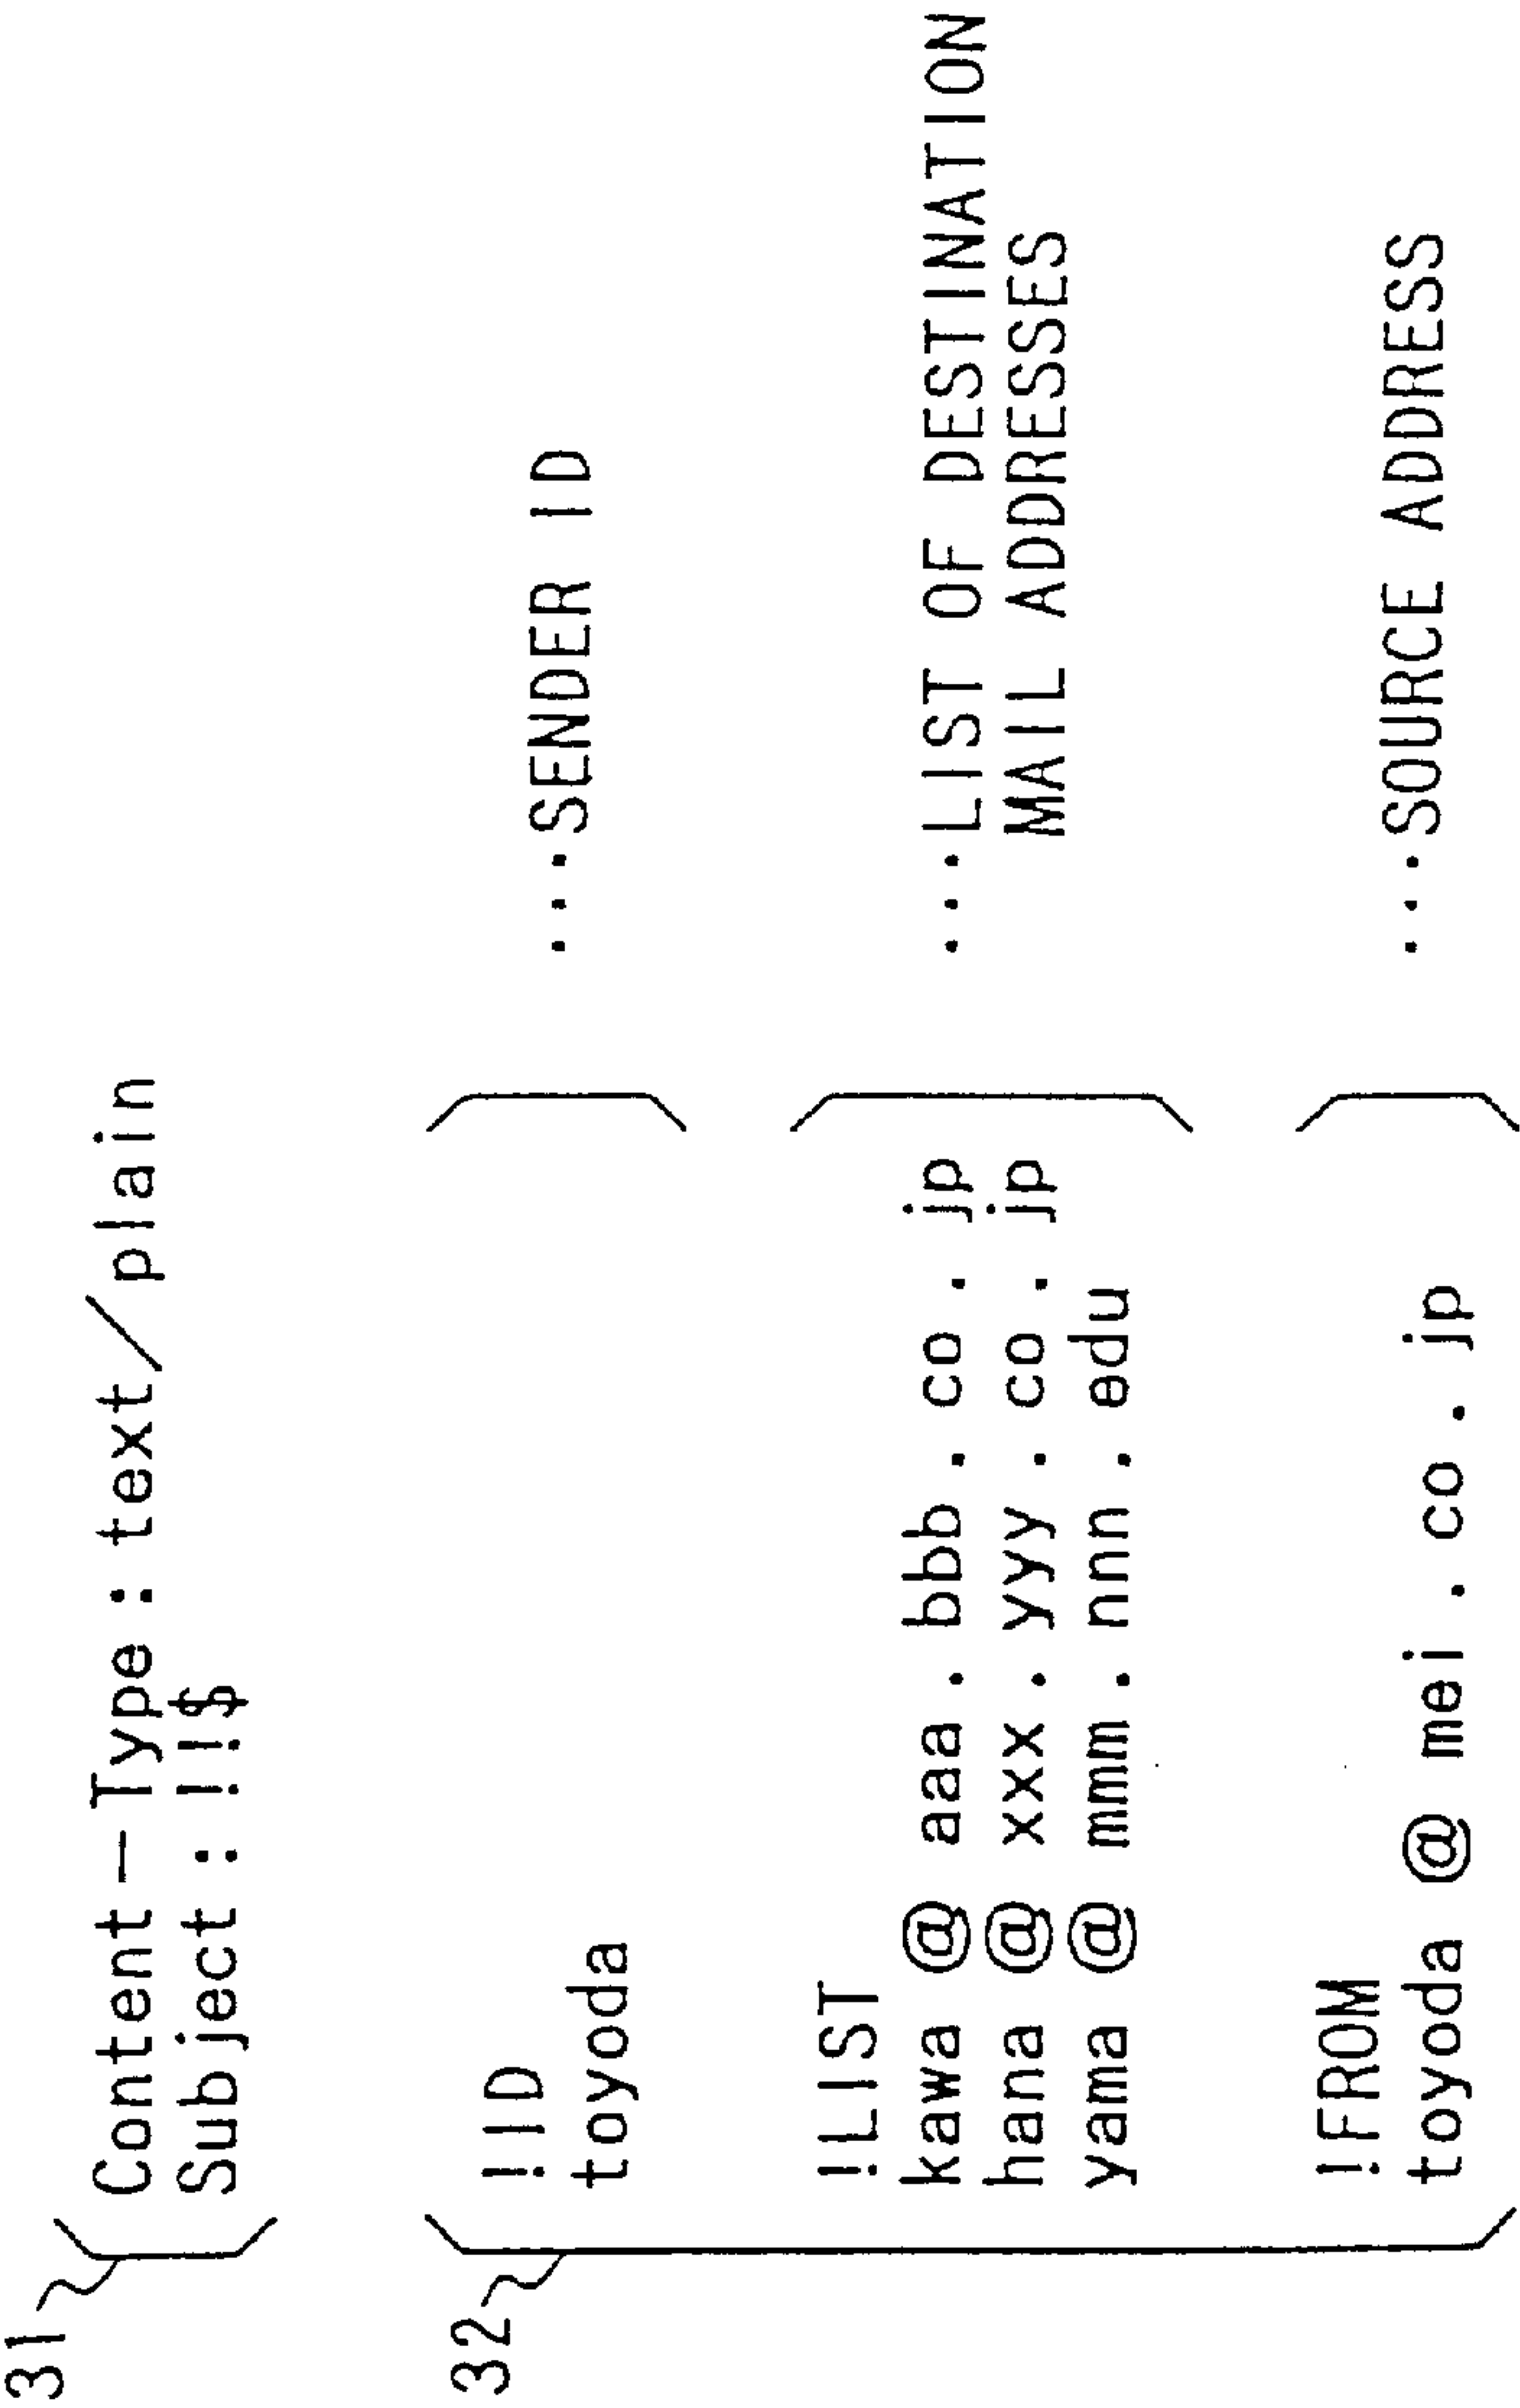 31
Content-Type : text/plain
Subject : !!$
32
!ID
toyoda
...SENDER ID
!LIST
kawa @ aaa . bbb . co . jp
hana @ xxx . yyy . co . jp
yama @ mmm . nnn . edu
...LIST OF DESTINATION
MAIL ADDRESSES
!FROM
toyoda @ mei . co . jp
...SOURCE ADDRESS